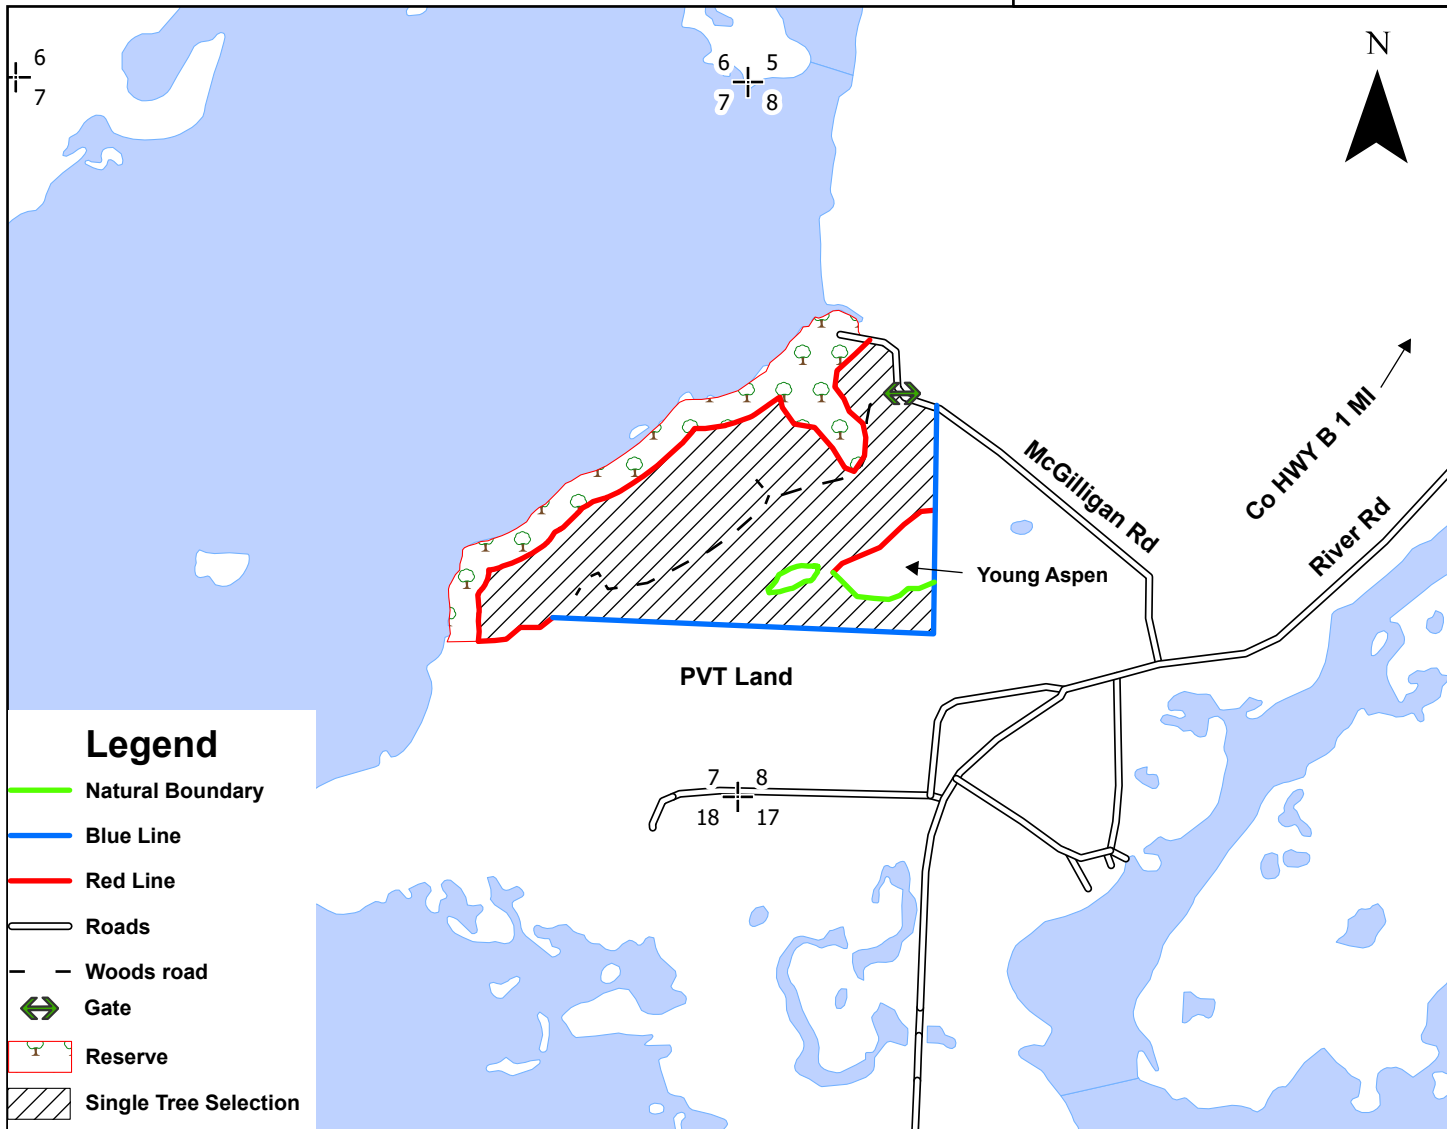 6
7
6 5
7 8
N
McGilligan Rd
Co HWY B 1 MI
River Rd
Young Aspen
PVT Land
7 8
18 17
Legend
Natural Boundary
Blue Line
Red Line
Roads
Woods road
Gate
Reserve
Single Tree Selection